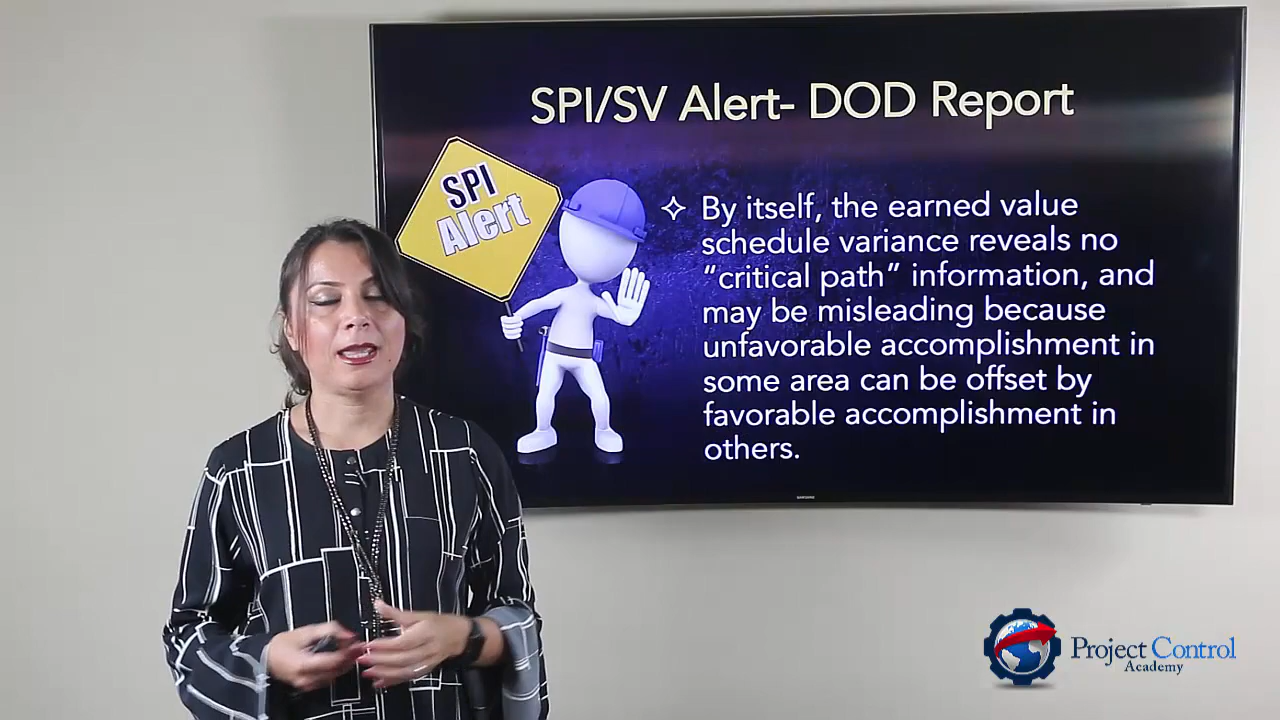 SPI/SV Alert- DOD Report
SPI
Alert
✧ By itself, the earned value
schedule variance reveals no
“critical path” information, and
may be misleading because
unfavorable accomplishment in
some area can be offset by
favorable accomplishment in
others.
SAMSUNG
Project Control
Academy